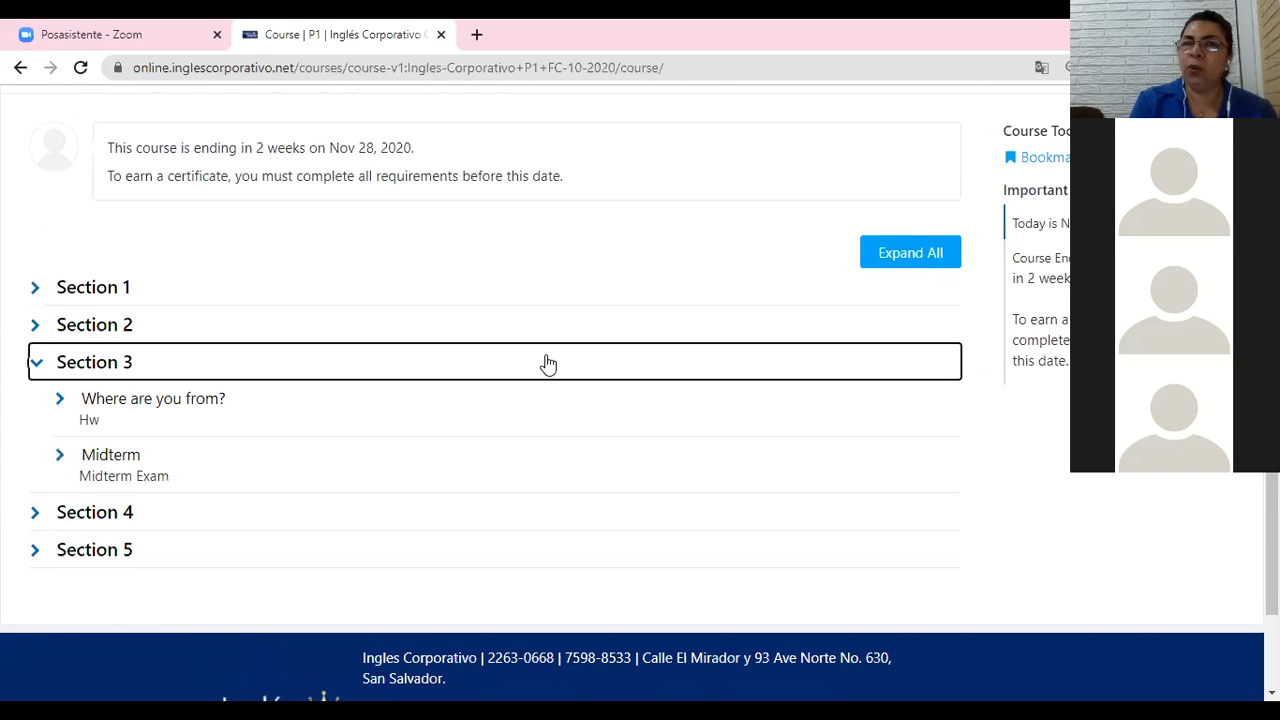 Posasistente - Zoom
Course | P1 | Inglés Corporativo
online.inglescorporativo.net/courses/course-v1:Ingles-Corporativo+P1+FC-10-2020/course/
This course is ending in 2 weeks on Nov 28, 2020.
To earn a certificate, you must complete all requirements before this date.
Expand All
Section 1
Section 2
Section 3
Where are you from?
Hw
Midterm
Midterm Exam
Section 4
Section 5
Course
Important
Today is
Course
in 2
To earn a
complete
this date.
Ingles Corporativo | 2263-0668 | 7598-8533 | Calle El Mirador y 93 Ave Norte No. 630,
San Salvador.